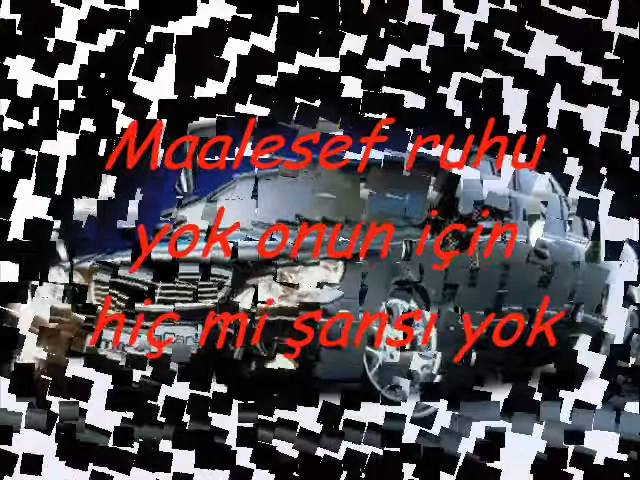 Maalesef ruhu
yok onun için
hiç mi şansı yok